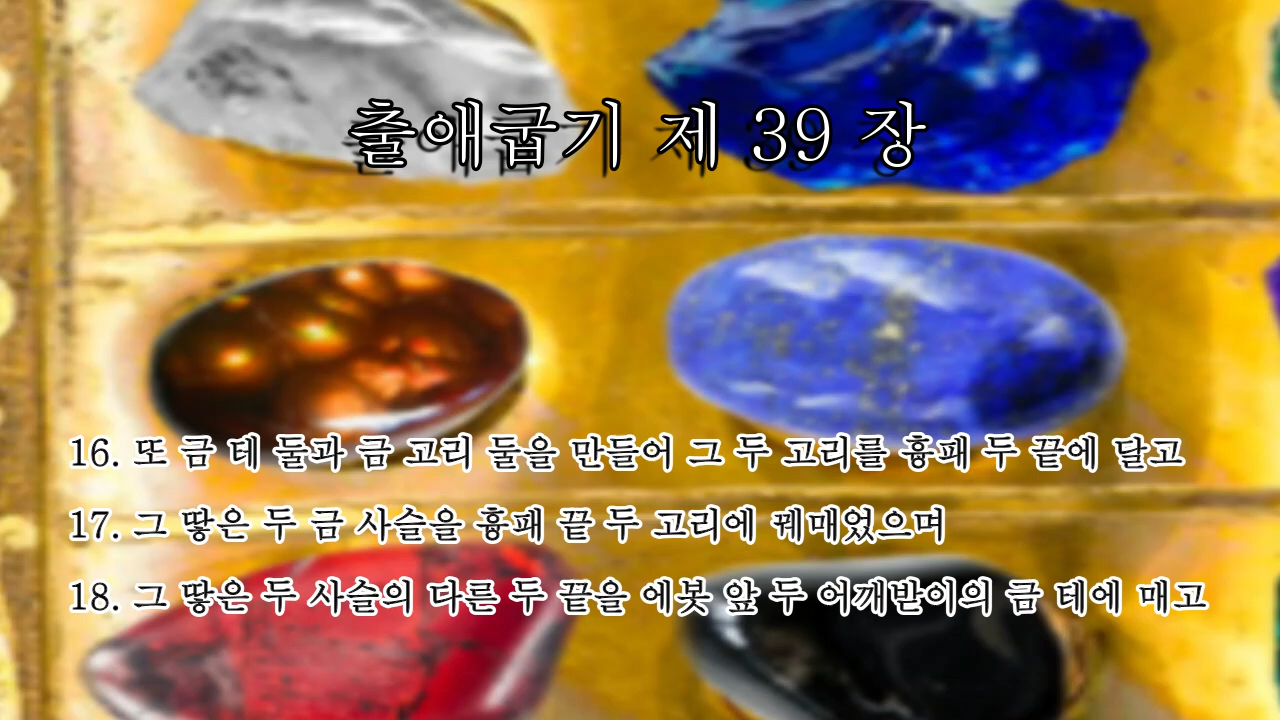 출애굽기 제 39 장
16. 또 금 테 둘과 금 고리 둘을 만들어 그 두 고리를 흉패 두 끝에 달고
17. 그 땋은 두 금 사슬을 흉패 끝 두 고리에 꿰매었으며
18. 그 땋은 두 사슬의 다른 두 끝을 에봇 앞 두 어깨받이의 금 테에 매고